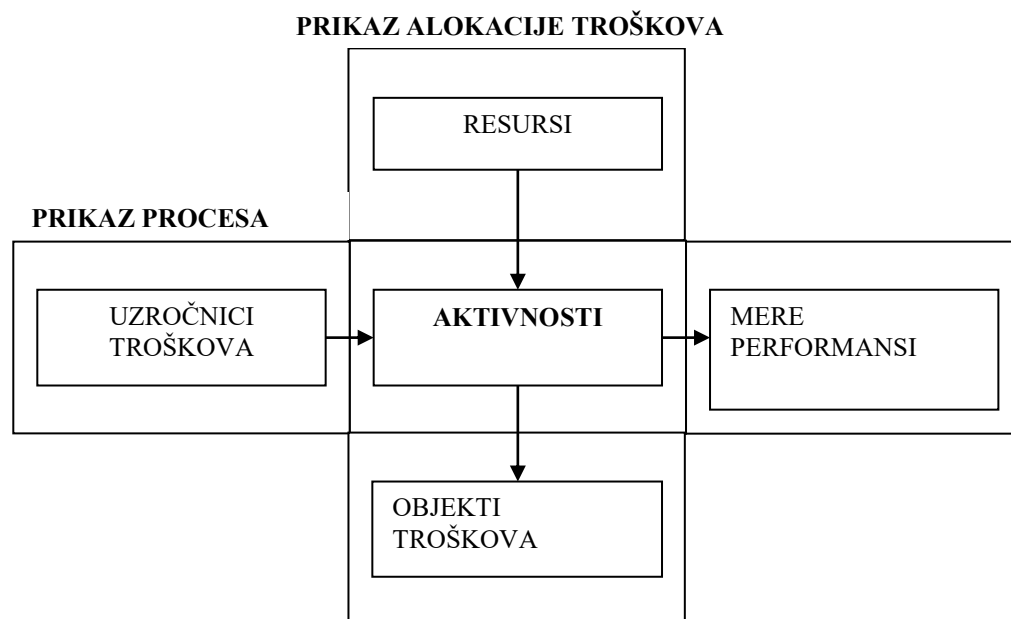 PRIKAZ ALOKACIJE TROŠKOVA
RESURSI
PRIKAZ PROCESA
UZROČNICI
TROŠKOVA
AKTIVNOSTI
MERE
PERFORMANSI
OBJEKTI
TROŠKOVA